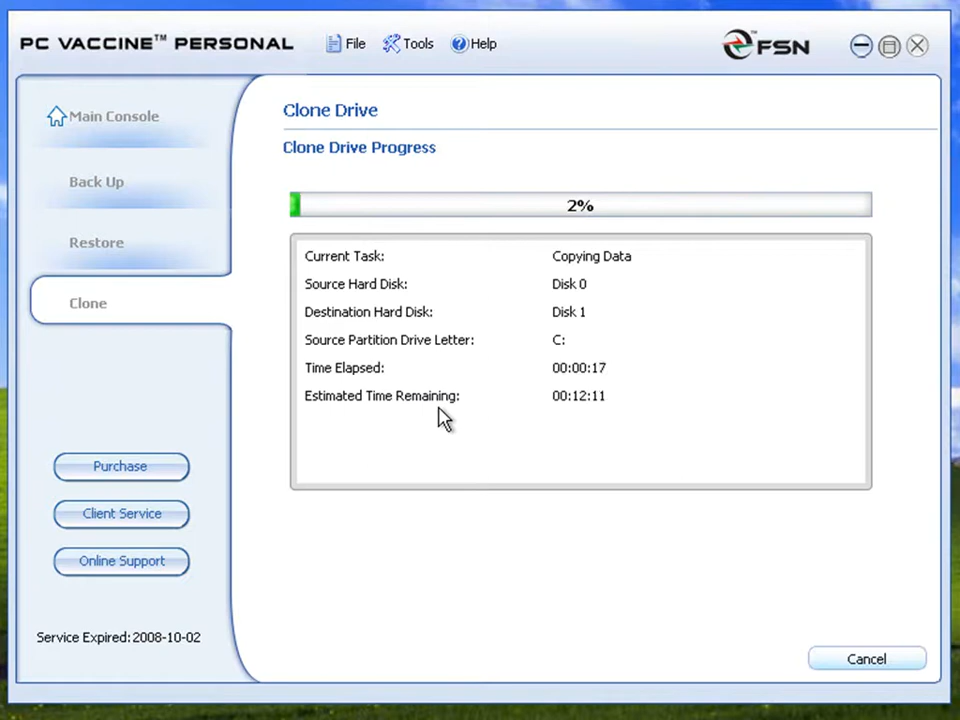 PC VACCINE™ PERSONAL
File
Tools
Help
FSN™
Main Console
Back Up
Restore
Clone
Purchase
Client Service
Online Support
Service Expired: 2008-10-02
Clone Drive
Clone Drive Progress
2%
Current Task: Copying Data
Source Hard Disk: Disk 0
Destination Hard Disk: Disk 1
Source Partition Drive Letter: C:
Time Elapsed: 00:00:17
Estimated Time Remaining: 00:12:11
Cancel